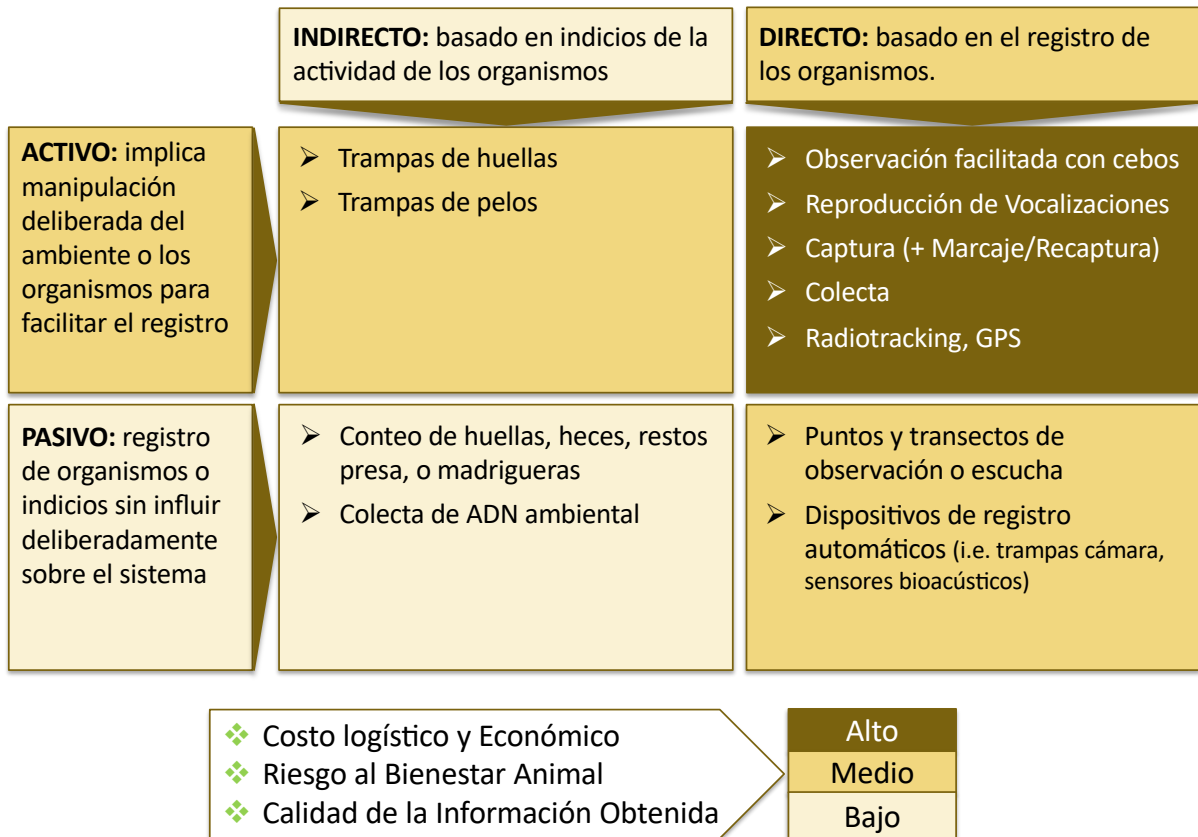 INDIRECTO: basado en indicios de la
actividad de los organismos
DIRECTO: basado en el registro de
los organismos.
ACTIVO: implica
manipulación
deliberada del
ambiente o los
organismos para
facilitar el registro
Trampas de huellas
Trampas de pelos
Observación facilitada con cebos
Reproducción de Vocalizaciones
Captura (+ Marcaje/Recaptura)
Colecta
Radiotracking, GPS
PASIVO: registro
de organismos o
indicios sin influir
deliberadamente
sobre el sistema
Conteo de huellas, heces, restos
presa, o madrigueras
Colecta de ADN ambiental
Puntos y transectos de
observación o escucha
Dispositivos de registro
automáticos (i.e. trampas cámara,
sensores bioacústicos)
Costo logístico y Económico
Riesgo al Bienestar Animal
Calidad de la Información Obtenida
Alto
Medio
Bajo